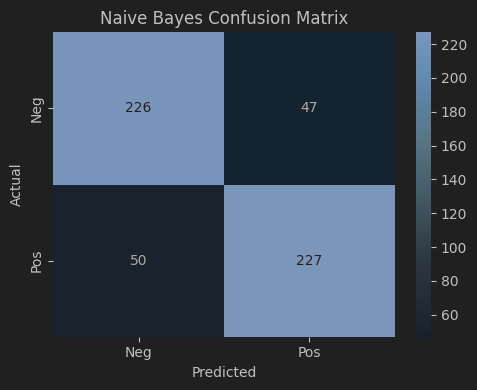 Naive Bayes Confusion Matrix
Actual
Neg
226
47
Pos
50
227
Neg
Pos
Predicted
220
200
180
160
140
120
100
80
60